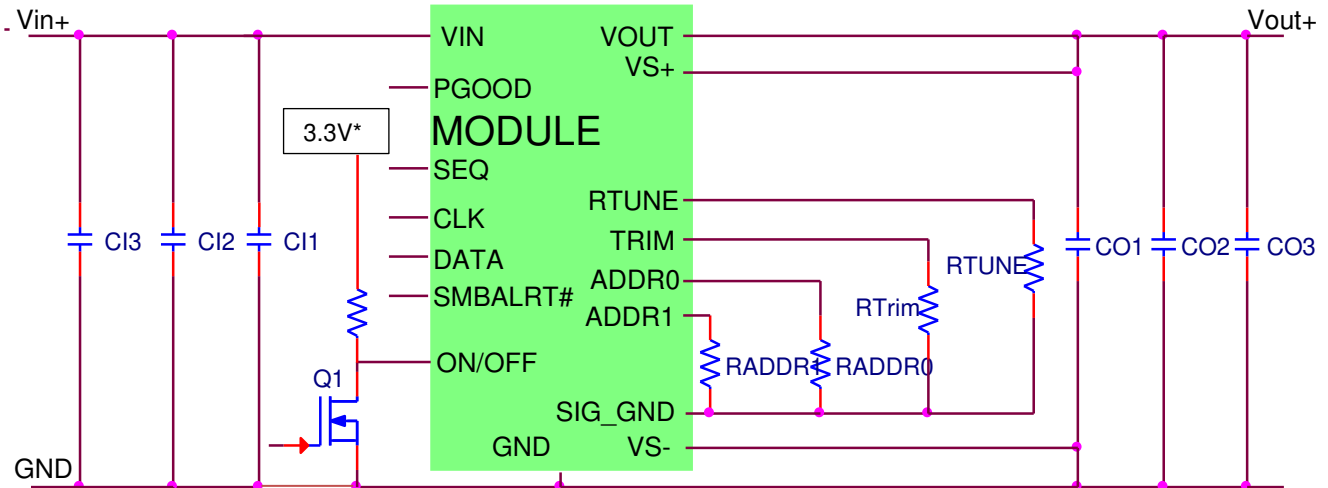 Vin+
Vout+
VIN
VOUT
VS+
PGOOD
MODULE
3.3V*
SEQ
RTUNE
CLK
TRIM
CI3
CI2
CI1
CO1
CO2
CO3
DATA
RTUNE
ADDR0
SMBALRT#
RTrim
ADDR1
ON/OFF
RADDR1
RADDR0
Q1
SIG_GND
GND
VS-
GND